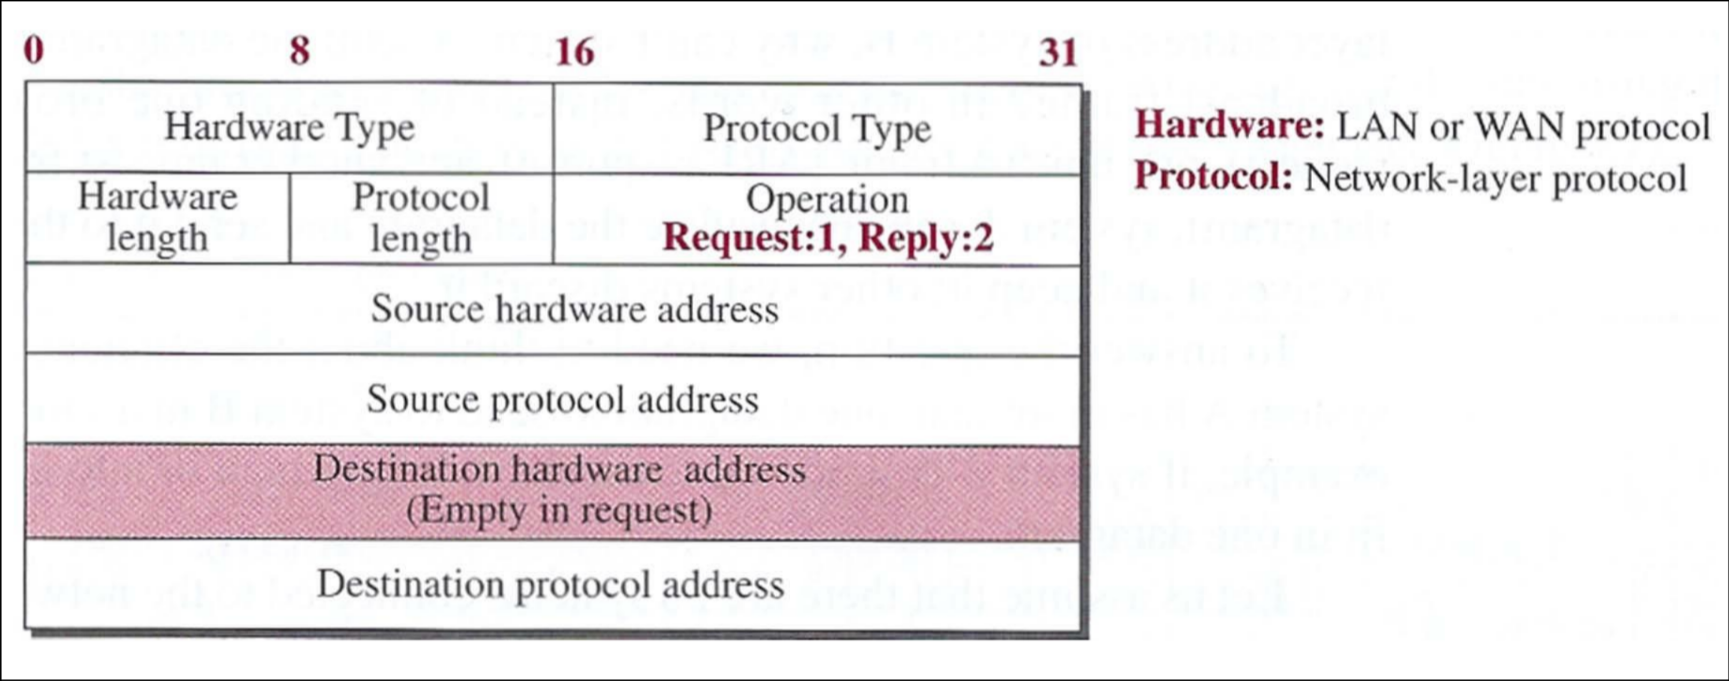 0 8 16 31
Hardware Type Protocol Type
Hardware length Protocol length Operation
Request:1, Reply:2
Source hardware address
Source protocol address
Destination hardware address
(Empty in request)
Destination protocol address
Hardware: LAN or WAN protocol
Protocol: Network-layer protocol